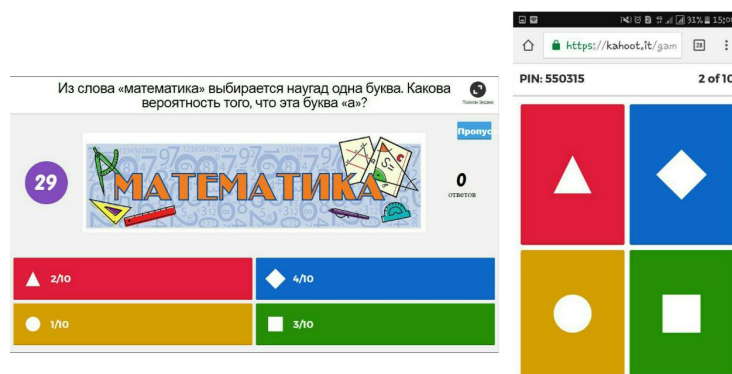 Из слова «математика» выбирается наугад одна буква. Какова
вероятность того, что эта буква «а»?
Полный Экран
Пропус
29
МАТЕМАТИКА
0
ответов
2/10
4/10
1/10
3/10
31% 15:0
https://kahoot.it/gam
28
PIN: 550315
2 of 10